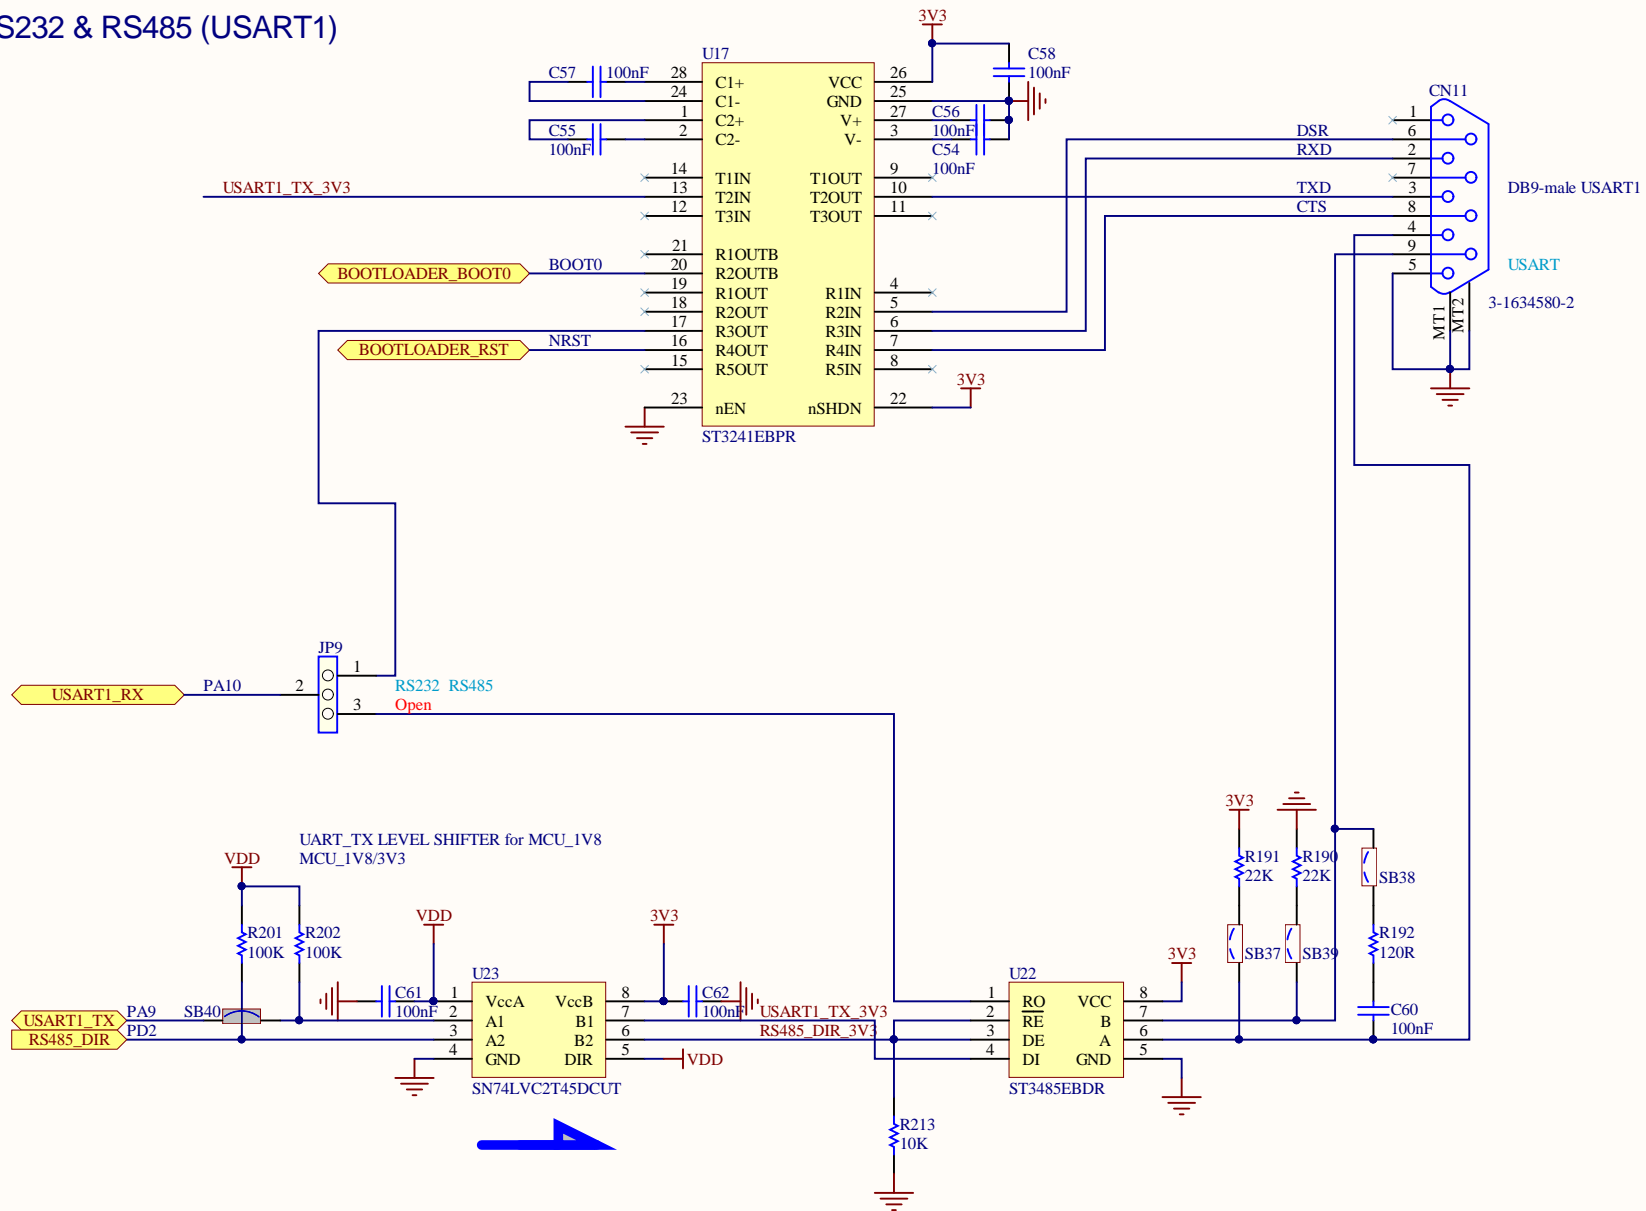 S232 & RS485 (USART1)
3V3
U17
C57
100nF
28
24
C1+
C1-
1
2
C2+
C2-
C55
100nF
VCC
26
GND
25
V+
27
V-
3
C58
100nF
C56
100nF
C54
100nF
USART1_TX_3V3
14
T1IN
13
T2IN
12
T3IN
T1OUT
9
T2OUT
10
T3OUT
11
21
R1OUTB
20
R2OUTB
19
R1OUT
18
R2OUT
17
R3OUT
16
R4OUT
15
R5OUT
BOOTLOADER_BOOT0
BOOT0
BOOTLOADER_RST
NRST
R1IN
4
R2IN
5
R3IN
6
R4IN
7
R5IN
8
23
nEN
nSHDN
22
3V3
ST3241EBPR
DSR
RXD
TXD
CTS
CN11
1
6
2
7
3
8
4
9
5
DB9-male USART1
USART
3-1634580-2
MT1
MT2
JP9
1
2
3
USART1_RX
PA10
RS232 RS485
Open
UART_TX LEVEL SHIFTER for MCU_1V8
MCU_1V8/3V3
VDD
R201
100K
R202
100K
VDD
3V3
C61
100nF
C62
100nF
USART1_TX
PA9
SB40
RS485_DIR
PD2
U23
1
VccA
VccB
8
2
A1
B1
7
3
A2
B2
6
4
GND
DIR
5
VDD
SN74LVC2T45DCUT
USART1_TX_3V3
RS485_DIR_3V3
U22
1
RO
VCC
8
2
RE
B
7
3
DE
A
6
4
DI
GND
5
ST3485EBDR
3V3
R213
10K
3V3
R191
22K
R190
22K
SB37
SB39
SB38
R192
120R
C60
100nF